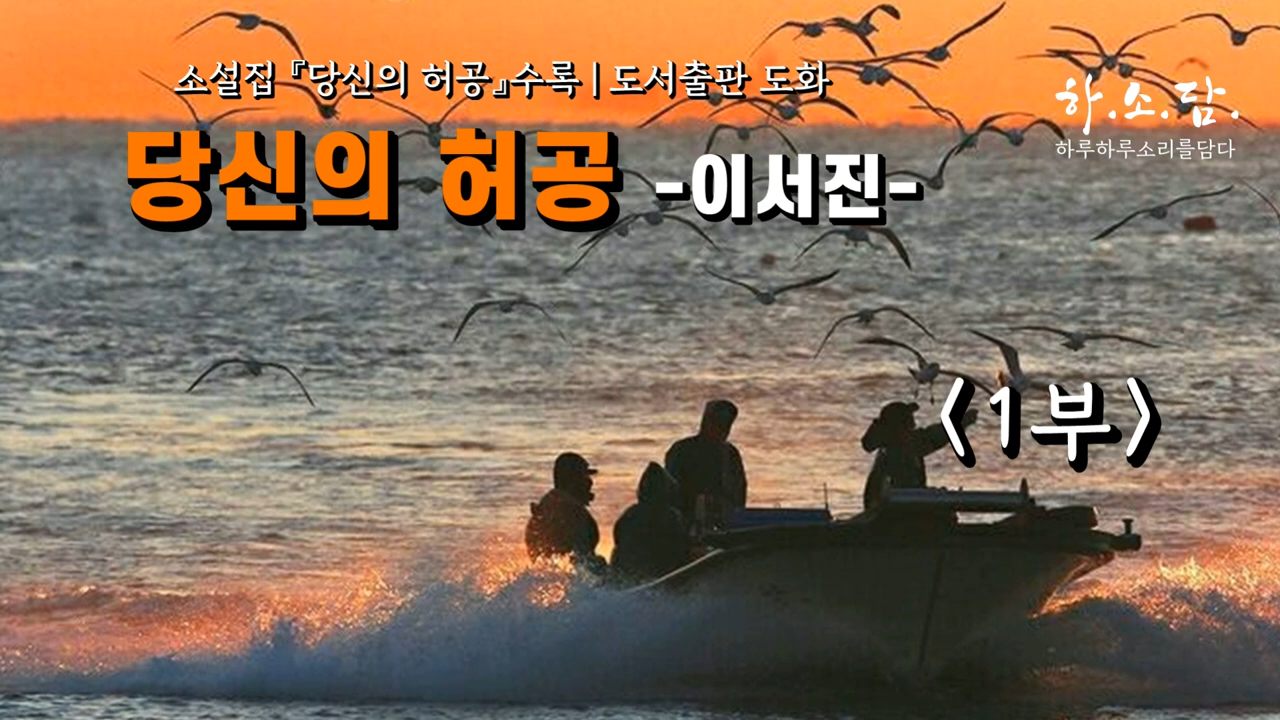 소설집 『당신의 허공』수록 | 도서출판 도화
하.소.담.
하루하루소리를담다
당신의 허공 -이서진-
〈1부〉